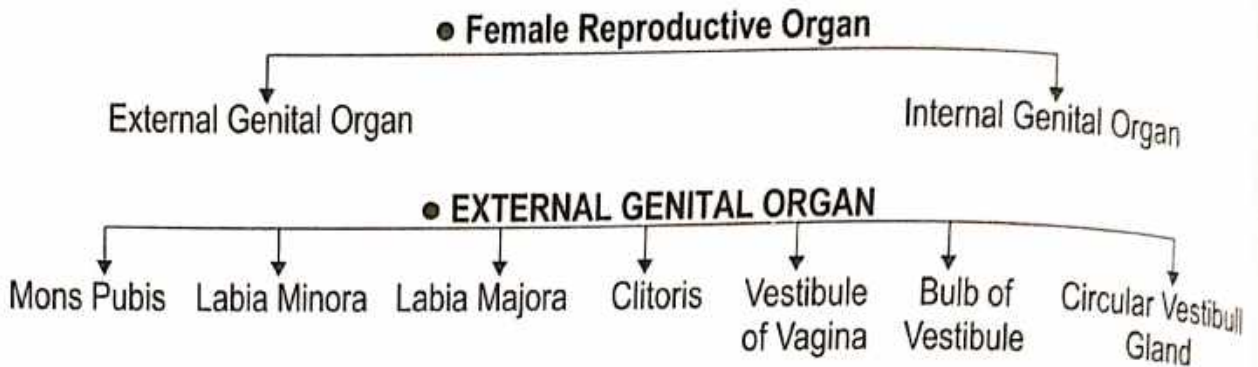 ● Female Reproductive Organ
External Genital Organ
Internal Genital Organ
● EXTERNAL GENITAL ORGAN
Mons Pubis
Labia Minora
Labia Majora
Clitoris
Vestibule
of Vagina
Bulb of
Vestibule
Circular Vestibull
Gland